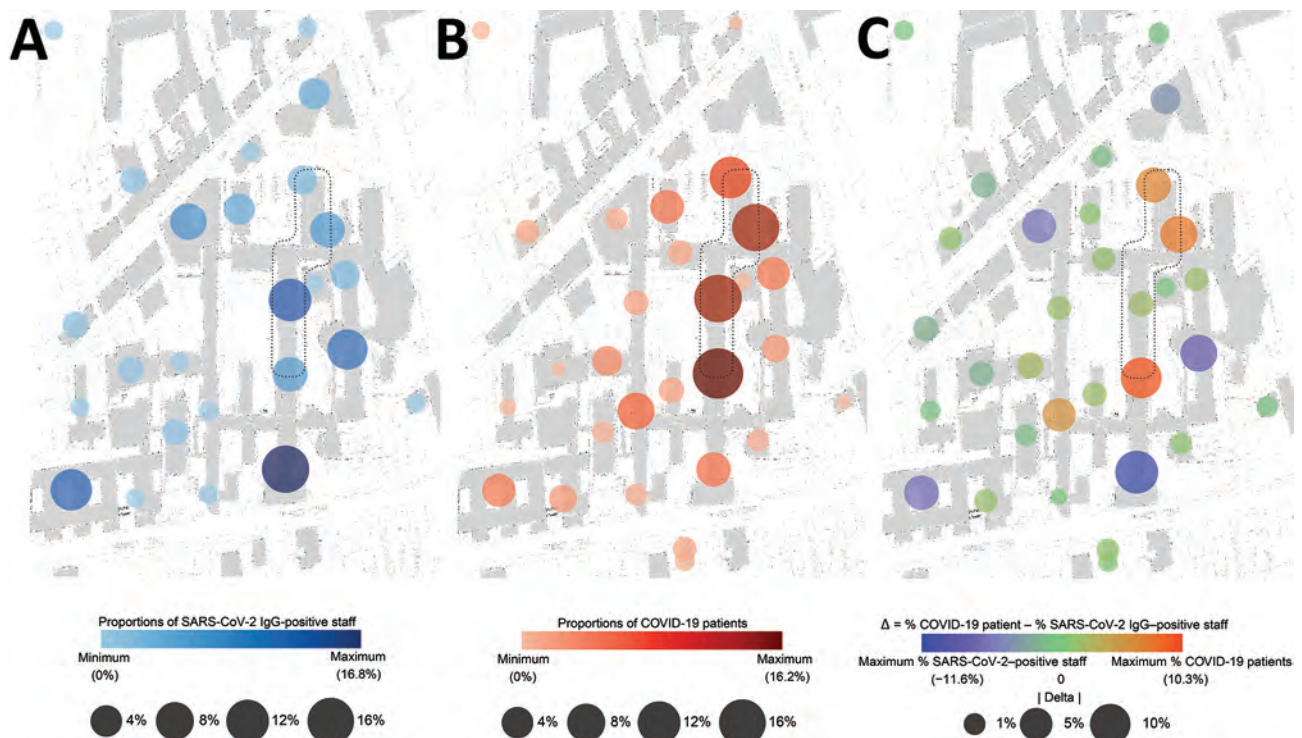 A
B
C
Proportions of SARS-CoV-2 IgG-positive staff
Minimum
(0%)
Maximum
(16.8%)
4%
8%
12%
16%
Proportions of COVID-19 patients
Minimum
(0%)
Maximum
(16.2%)
4%
8%
12%
16%
Δ = % COVID-19 patient – % SARS-CoV-2 IgG–positive staff
Maximum % SARS-CoV-2–positive staff
(−11.6%)
0
Maximum % COVID-19 patients
(10.3%)
| Delta |
1%
5%
10%